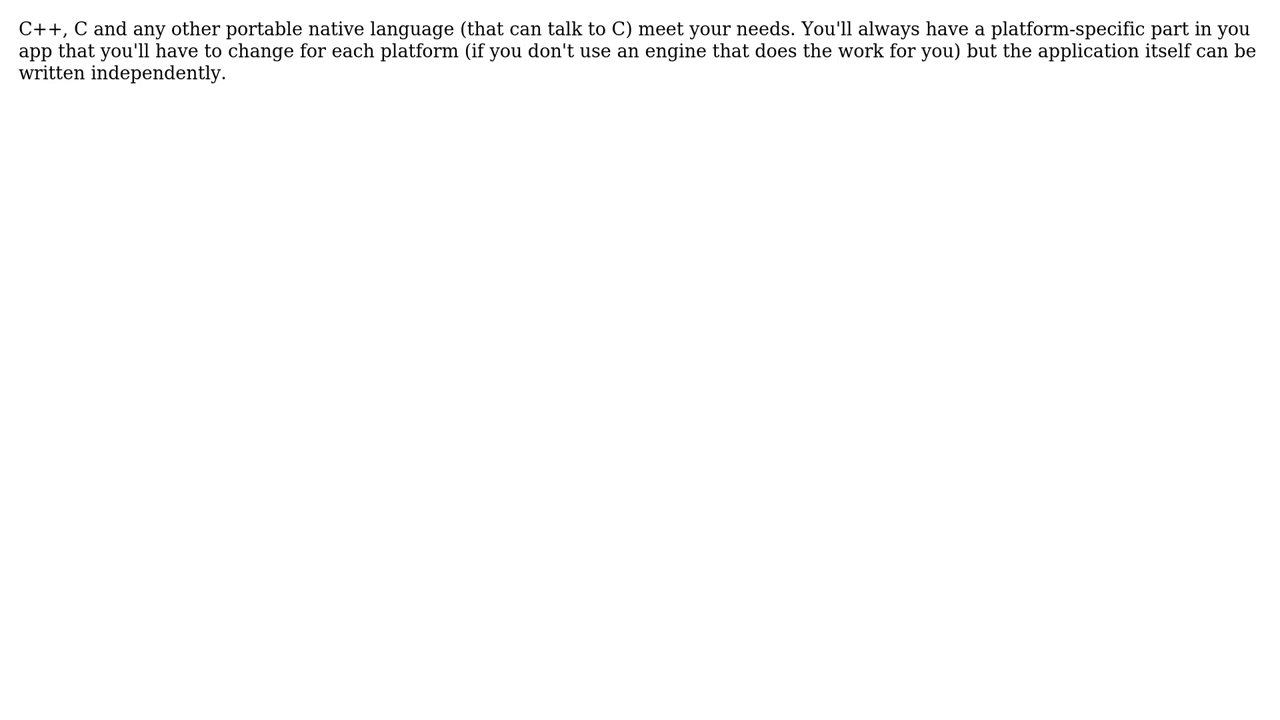 C++, C and any other portable native language (that can talk to C) meet your needs. You'll always have a platform-specific part in you
app that you'll have to change for each platform (if you don't use an engine that does the work for you) but the application itself can be
written independently.